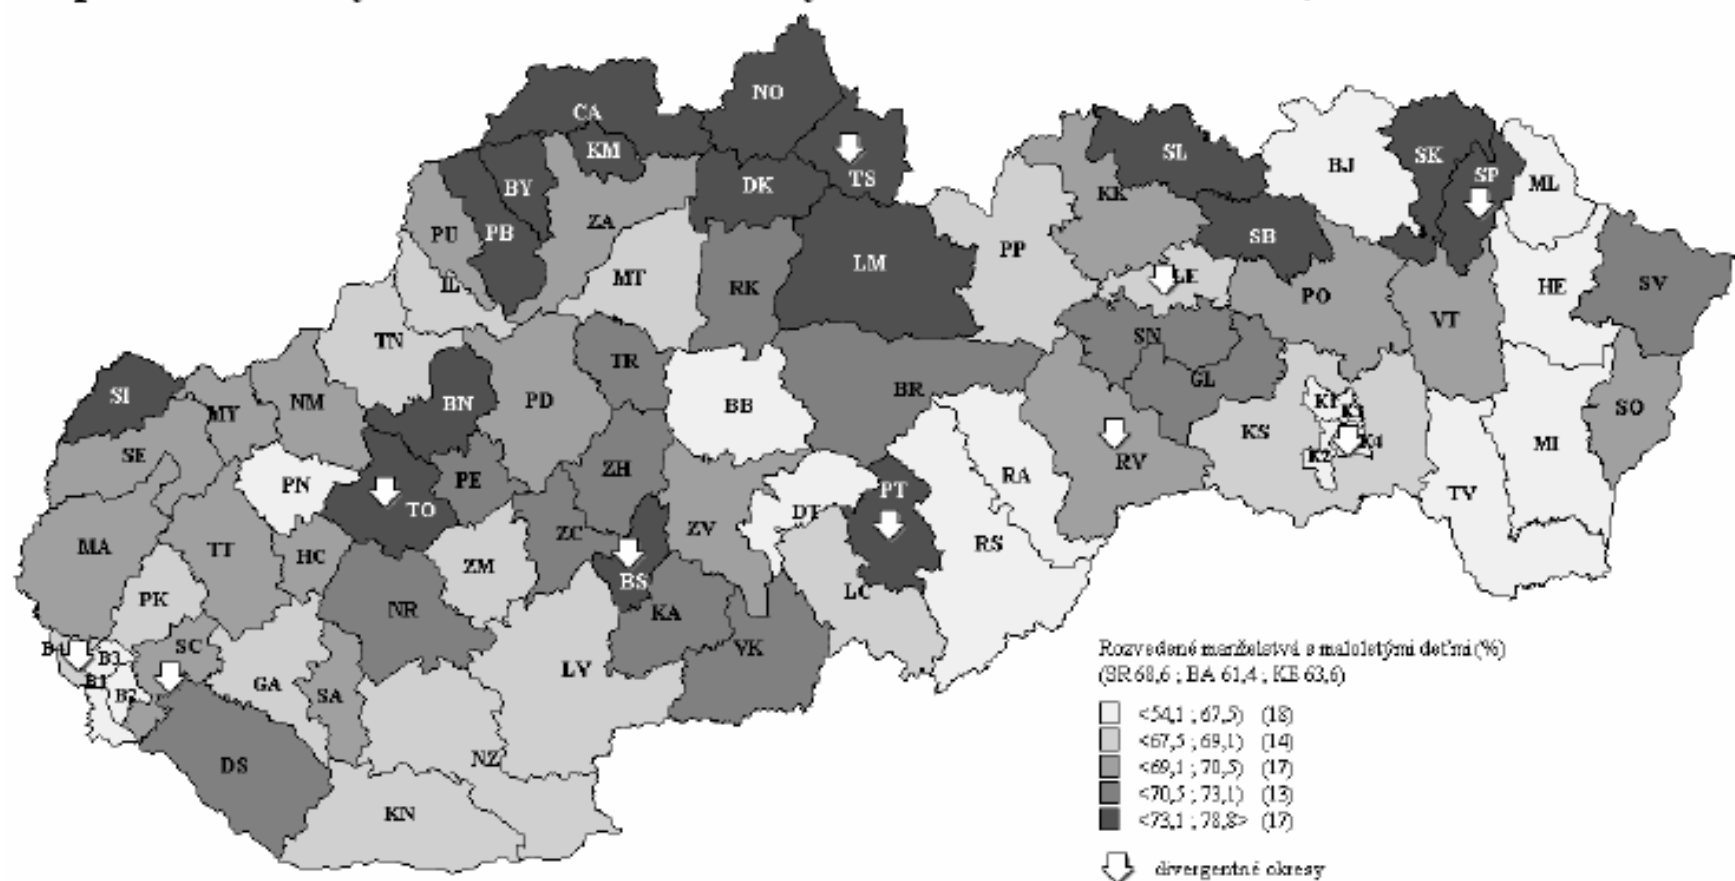 NO
CA
KM
SL
BJ
SK
SP
ML
BY
DK
TS
KK
PU
PB
ZA
SB
PP
LM
MT
IL
RK
LE
PO
HE
SV
VT
TN
TR
SN
GL
SI
BN
PD
BB
BR
MY
NM
K1
K3
SO
SE
KS
K4
K2
MI
PN
PE
ZH
RV
RA
PT
TV
TO
DT
MA
TT
HC
ZM
ZC
ZV
RS
BS
PK
NR
LC
KA
B4
B3
SC
VK
B1
B2
GA
SA
LV
DS
NZ
KN
Rozvedené manželstvá s maloletými deťmi (%)
(SR 68,6 ; BA 61,4 ; KE 63,6)
<54,1 ; 67,5) (18)
<67,5 ; 69,1) (14)
<69,1 ; 70,5) (17)
<70,5 ; 73,1) (13)
<73,1 ; 78,8> (17)
divergentné okresy